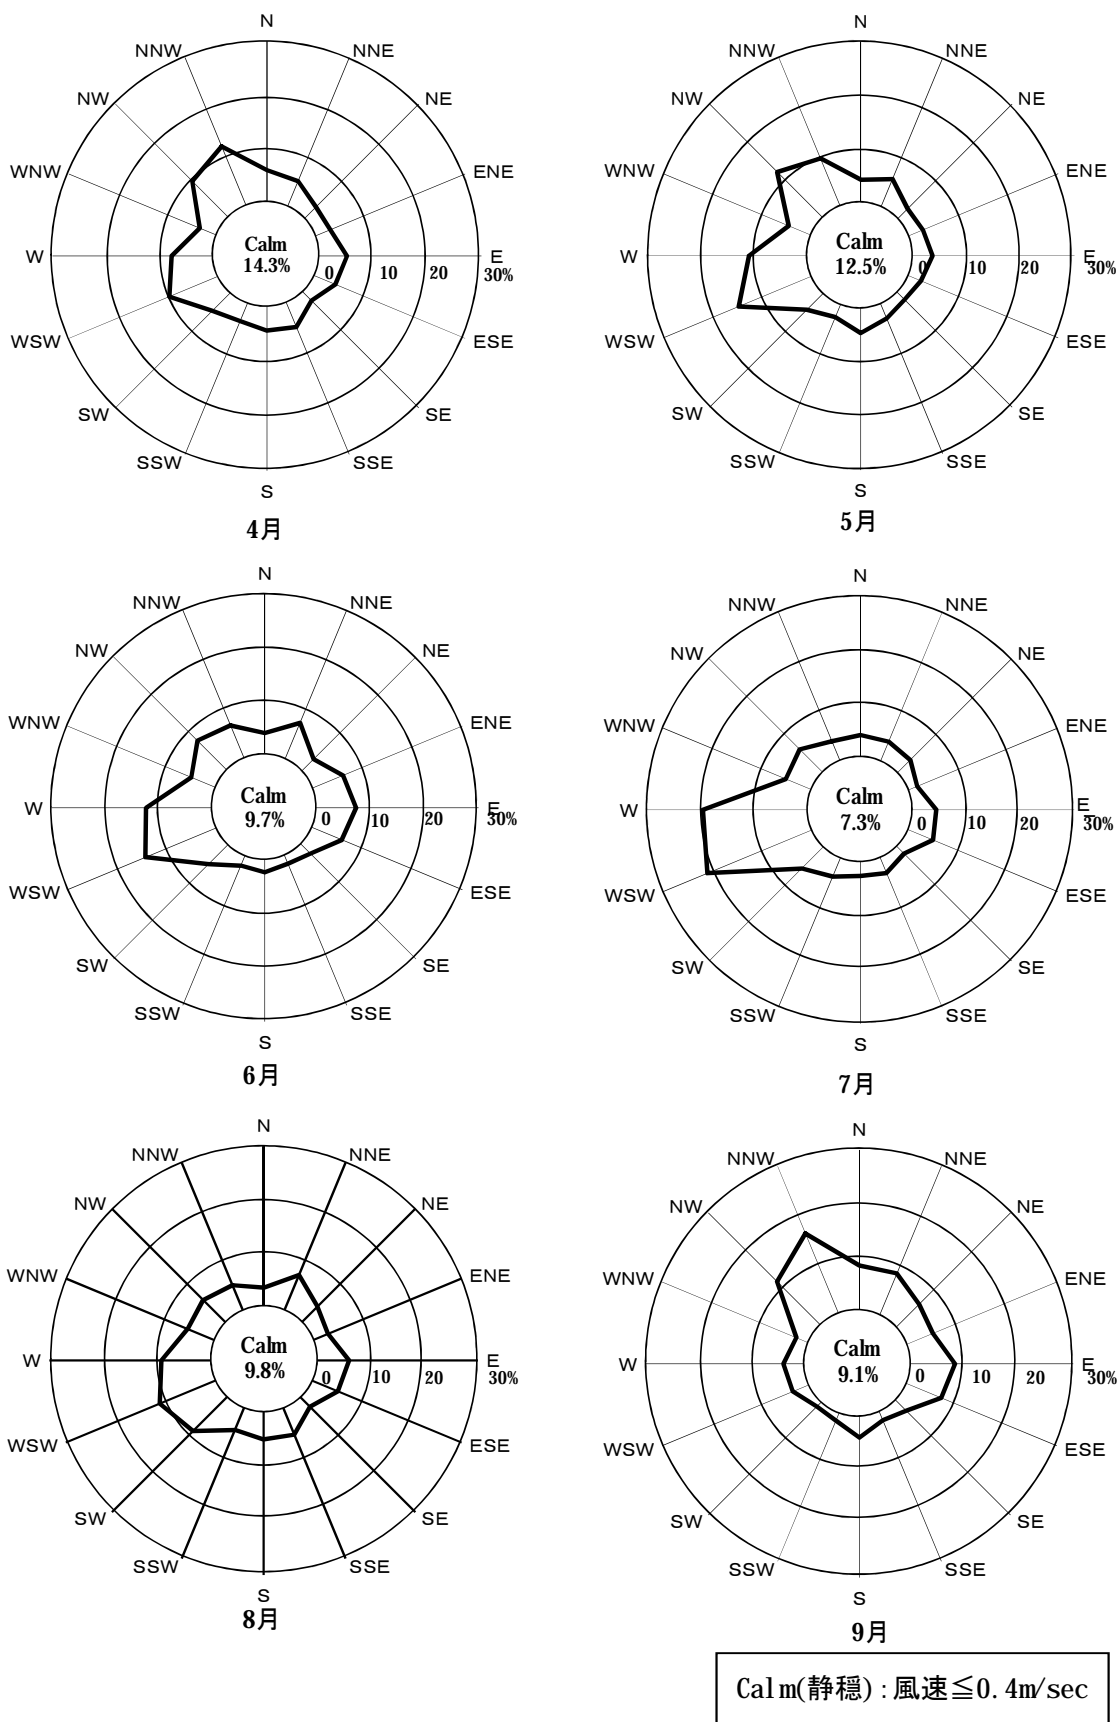 N
NNW NNE
NW NE
WNW ENE
Calm
14.3%
W 0 10 20 E
30%
WSW ESE
SW SE
SSW SSE
S
4月
N
NNW NNE
NW NE
WNW ENE
Calm
12.5%
W 0 10 20 E
30%
WSW ESE
SW SE
SSW SSE
S
5月
N
NNW NNE
NW NE
WNW ENE
Calm
9.7%
W 0 10 20 E
30%
WSW ESE
SW SE
SSW SSE
S
6月
N
NNW NNE
NW NE
WNW ENE
Calm
7.3%
W 0 10 20 E
30%
WSW ESE
SW SE
SSW SSE
S
7月
N
NNW NNE
NW NE
WNW ENE
Calm
9.8%
W 0 10 20 E
30%
WSW ESE
SW SE
SSW SSE
S
8月
N
NNW NNE
NW NE
WNW ENE
Calm
9.1%
W 0 10 20 E
30%
WSW ESE
SW SE
SSW SSE
S
9月
Calm(静穏):風速≦0.4m/sec